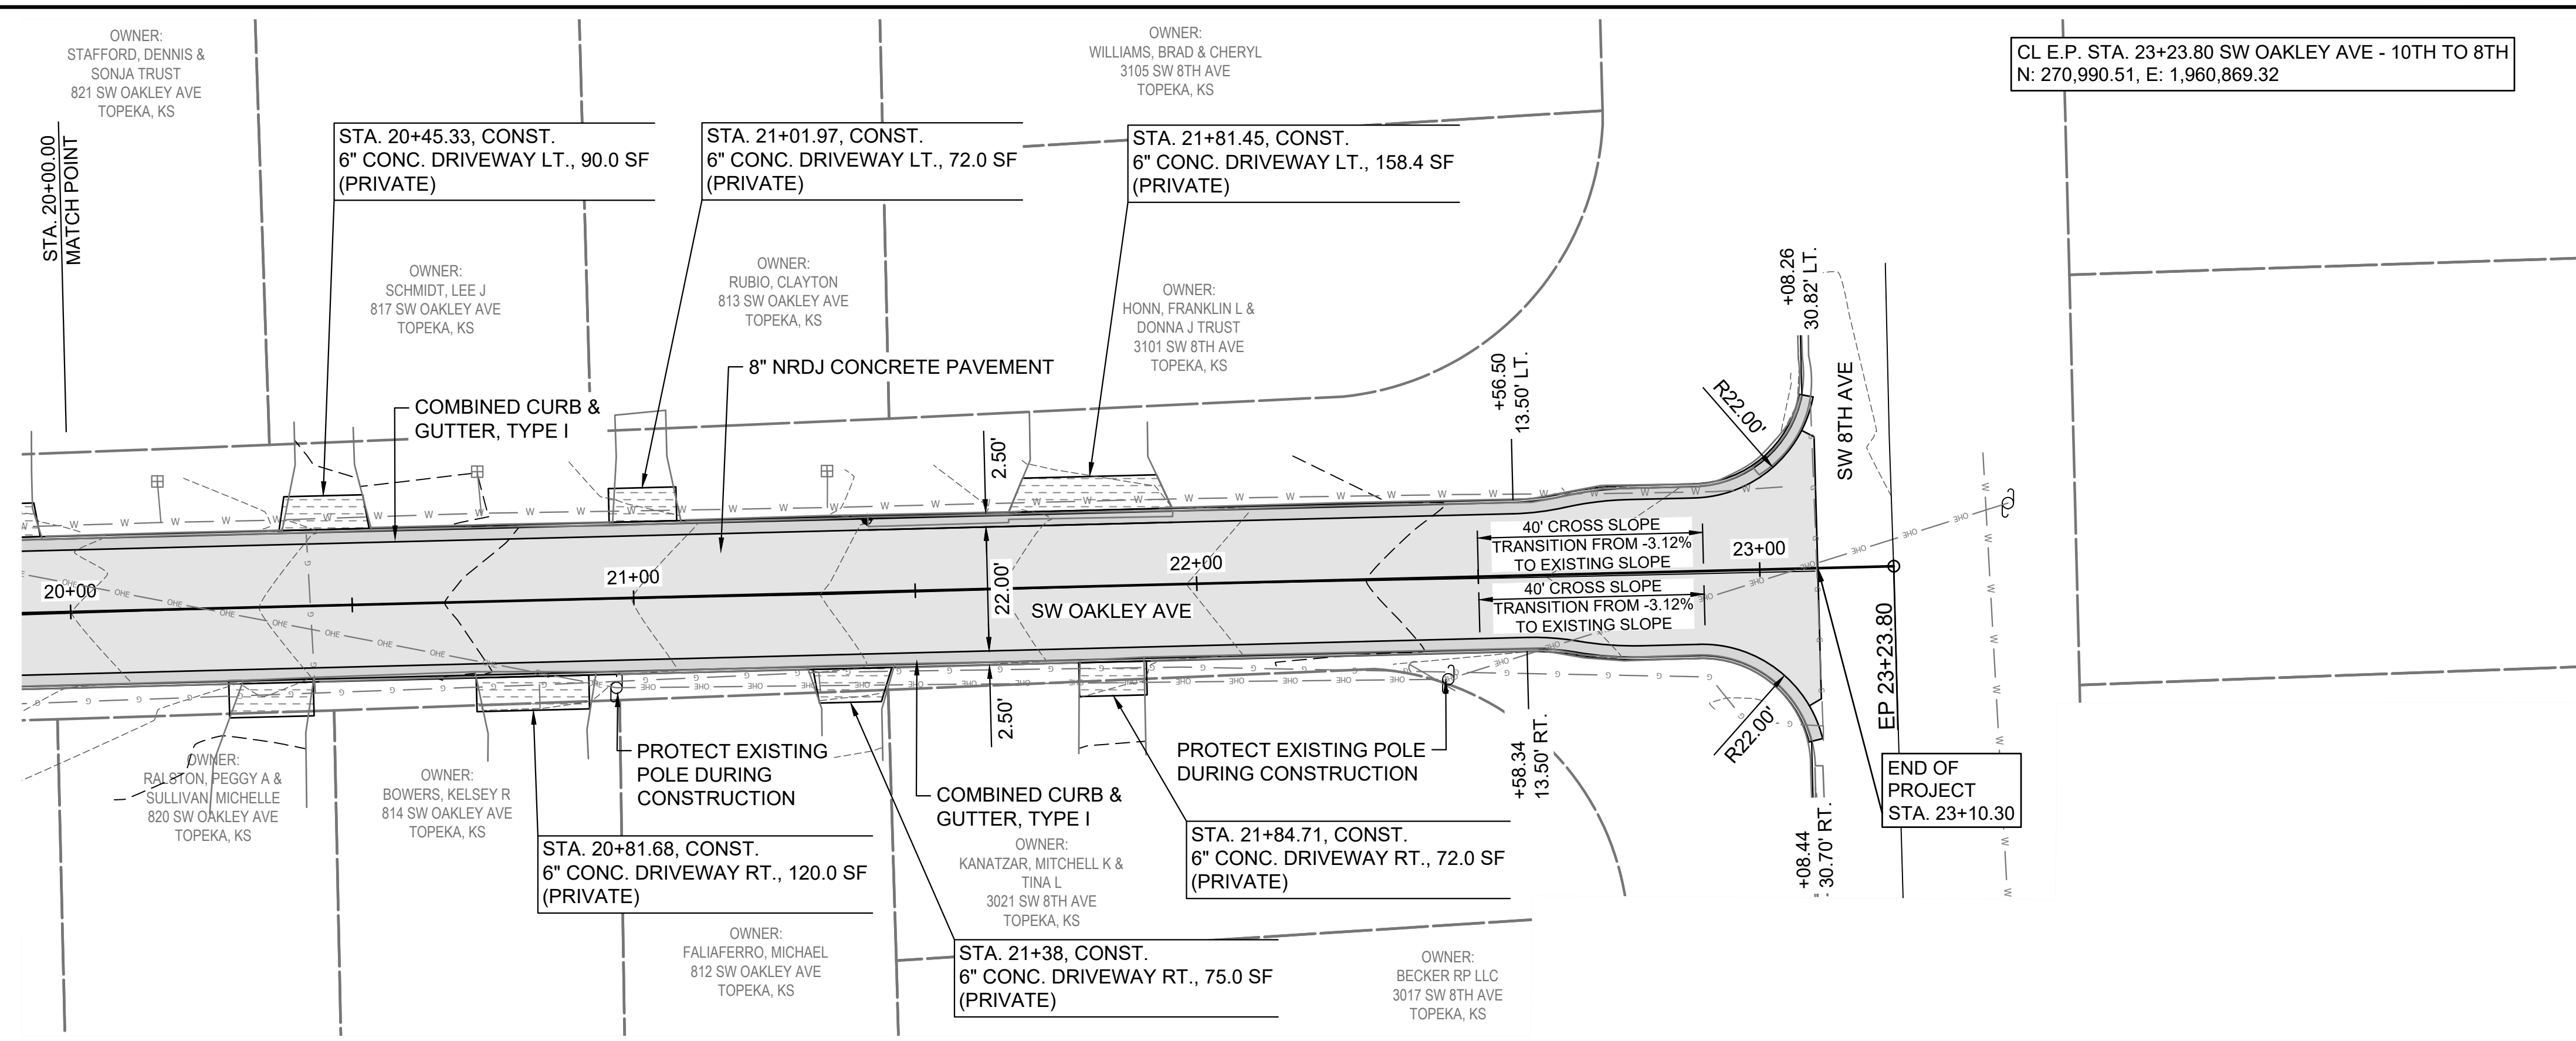 OWNER:
STAFFORD, DENNIS &
SONJA TRUST
821 SW OAKLEY AVE
TOPEKA, KS
OWNER:
WILLIAMS, BRAD & CHERYL
3105 SW 8TH AVE
TOPEKA, KS
CL E.P. STA. 23+23.80 SW OAKLEY AVE - 10TH TO 8TH
N: 270,990.51, E: 1,960,869.32
STA. 20+00.00
MATCH POINT
STA. 20+45.33, CONST.
6" CONC. DRIVEWAY LT., 90.0 SF
(PRIVATE)
STA. 21+01.97, CONST.
6" CONC. DRIVEWAY LT., 72.0 SF
(PRIVATE)
STA. 21+81.45, CONST.
6" CONC. DRIVEWAY LT., 158.4 SF
(PRIVATE)
OWNER:
SCHMIDT, LEE J
817 SW OAKLEY AVE
TOPEKA, KS
OWNER:
RUBIO, CLAYTON
813 SW OAKLEY AVE
TOPEKA, KS
OWNER:
HONN, FRANKLIN L &
DONNA J TRUST
3101 SW 8TH AVE
TOPEKA, KS
+08.26
30.82' LT.
8" NRDJ CONCRETE PAVEMENT
COMBINED CURB &
GUTTER, TYPE I
+56.50
13.50' LT.
R22.00'
SW 8TH AVE
2.50'
40' CROSS SLOPE
TRANSITION FROM -3.12%
TO EXISTING SLOPE
20+00
21+00
22+00
23+00
22.00'
SW OAKLEY AVE
40' CROSS SLOPE
TRANSITION FROM -3.12%
TO EXISTING SLOPE
2.50'
EP 23+23.80
R22.00'
+58.34
13.50' RT.
OWNER:
RALSTON, PEGGY A &
SULLIVAN, MICHELLE
820 SW OAKLEY AVE
TOPEKA, KS
OWNER:
BOWERS, KELSEY R
814 SW OAKLEY AVE
TOPEKA, KS
PROTECT EXISTING
POLE DURING
CONSTRUCTION
COMBINED CURB &
GUTTER, TYPE I
PROTECT EXISTING POLE
DURING CONSTRUCTION
END OF
PROJECT
STA. 23+10.30
+08.44
30.70' RT.
STA. 20+81.68, CONST.
6" CONC. DRIVEWAY RT., 120.0 SF
(PRIVATE)
OWNER:
KANATZAR, MITCHELL K &
TINA L
3021 SW 8TH AVE
TOPEKA, KS
STA. 21+84.71, CONST.
6" CONC. DRIVEWAY RT., 72.0 SF
(PRIVATE)
OWNER:
FALIAFERRO, MICHAEL
812 SW OAKLEY AVE
TOPEKA, KS
STA. 21+38, CONST.
6" CONC. DRIVEWAY RT., 75.0 SF
(PRIVATE)
OWNER:
BECKER RP LLC
3017 SW 8TH AVE
TOPEKA, KS